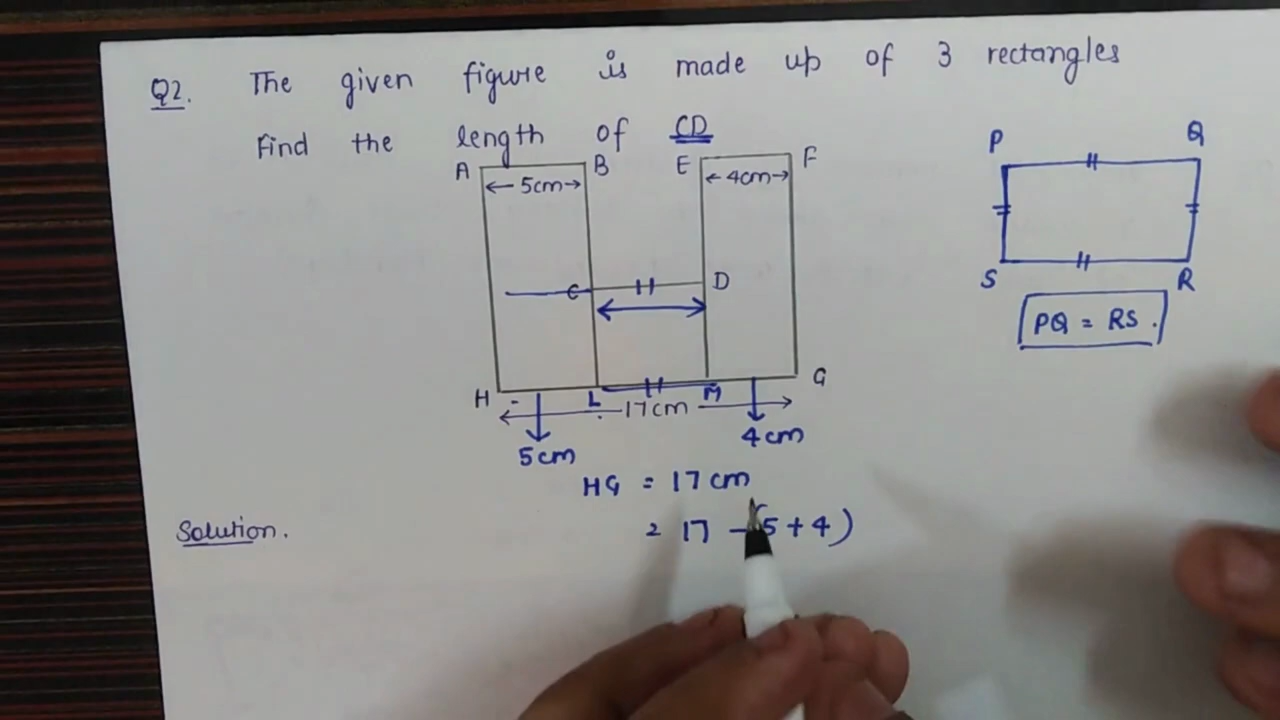 Q2. The given figure is made up of 3 rectangles
Find the length of CD
A B E F
← 5cm → ← 4cm →
P Q
S R
PQ = RS.
C D
H L M G
17cm
5cm 4cm
HG = 17 cm
= 17 - (5 + 4)
Solution.